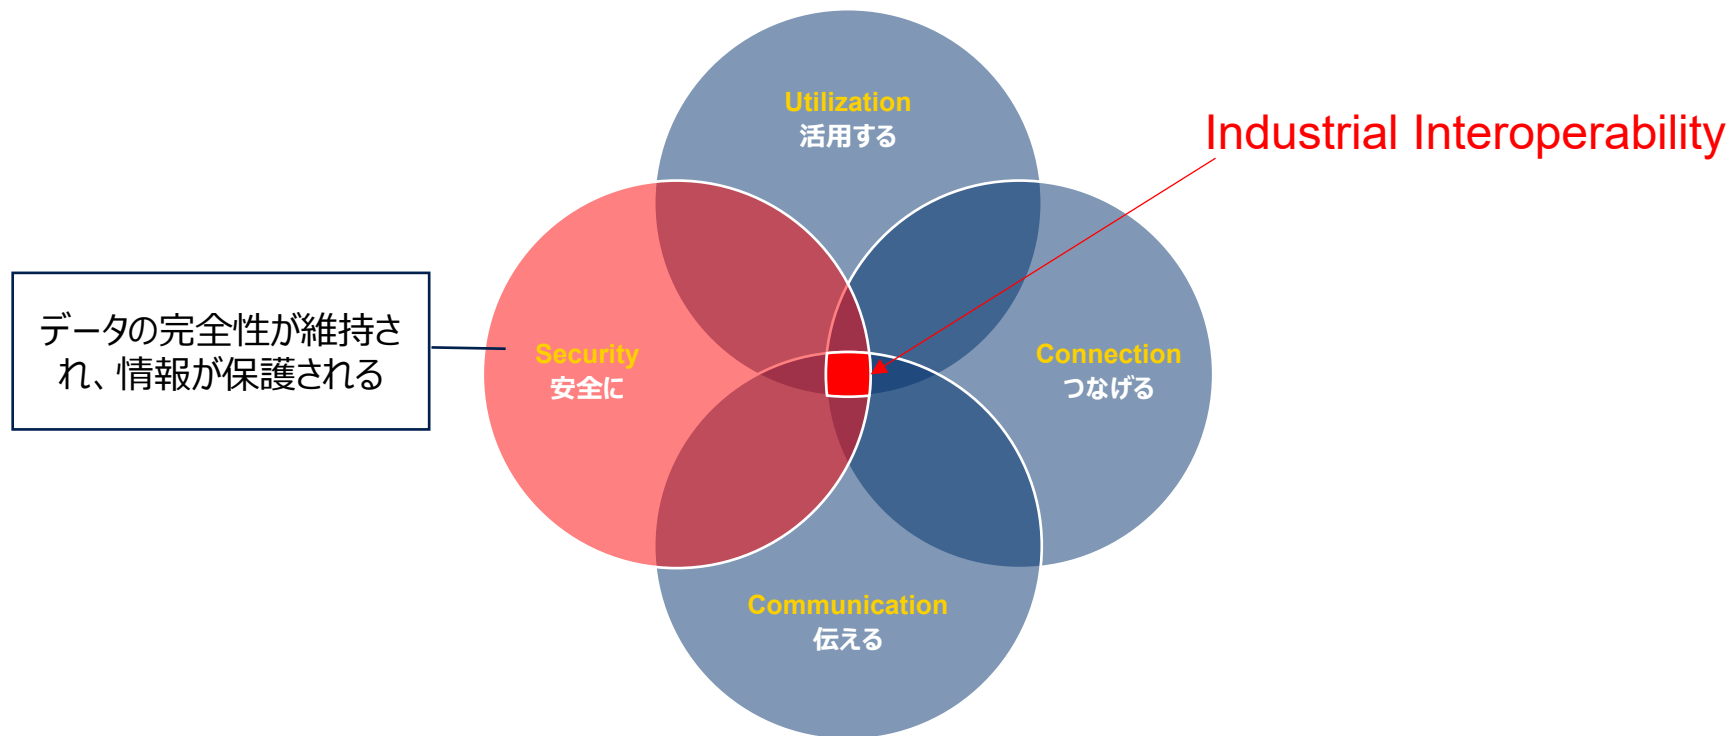 Utilization
活用する
Industrial Interoperability
データの完全性が維持さ
れ、情報が保護される
Security
安全に
Connection
つなげる
Communication
伝える